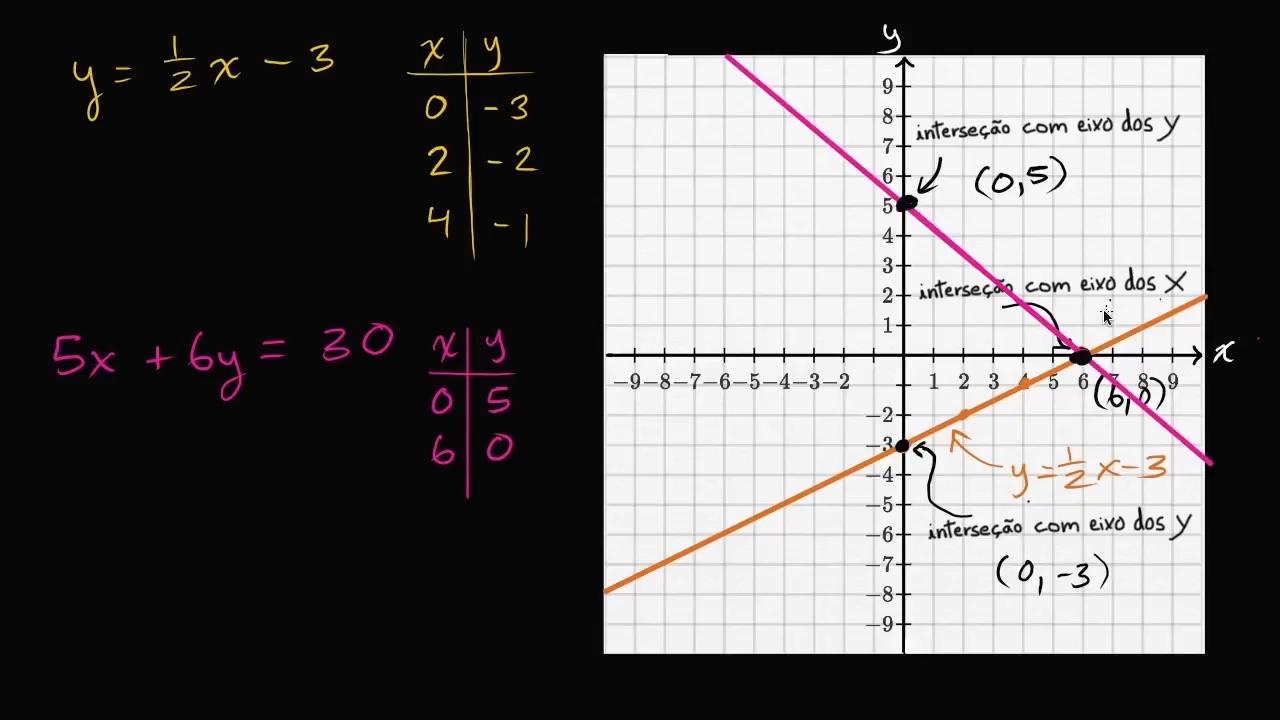 y = 1/2 x - 3
x y
0 -3
2 -2
4 -1
5x + 6y = 30
x y
0 5
6 0
y
9
8
interseção com eixo dos y
7
6
(0,5)
5
4
3
interseção com eixo dos x
2
1
x
-9 -8 -7 -6 -5 -4 -3 -2 1 2 3 4 5 6 7 8 9
(6,0)
-2
-3
y = 1/2 x - 3
-4
-5
interseção com eixo dos y
-6
-7
(0, -3)
-8
-9